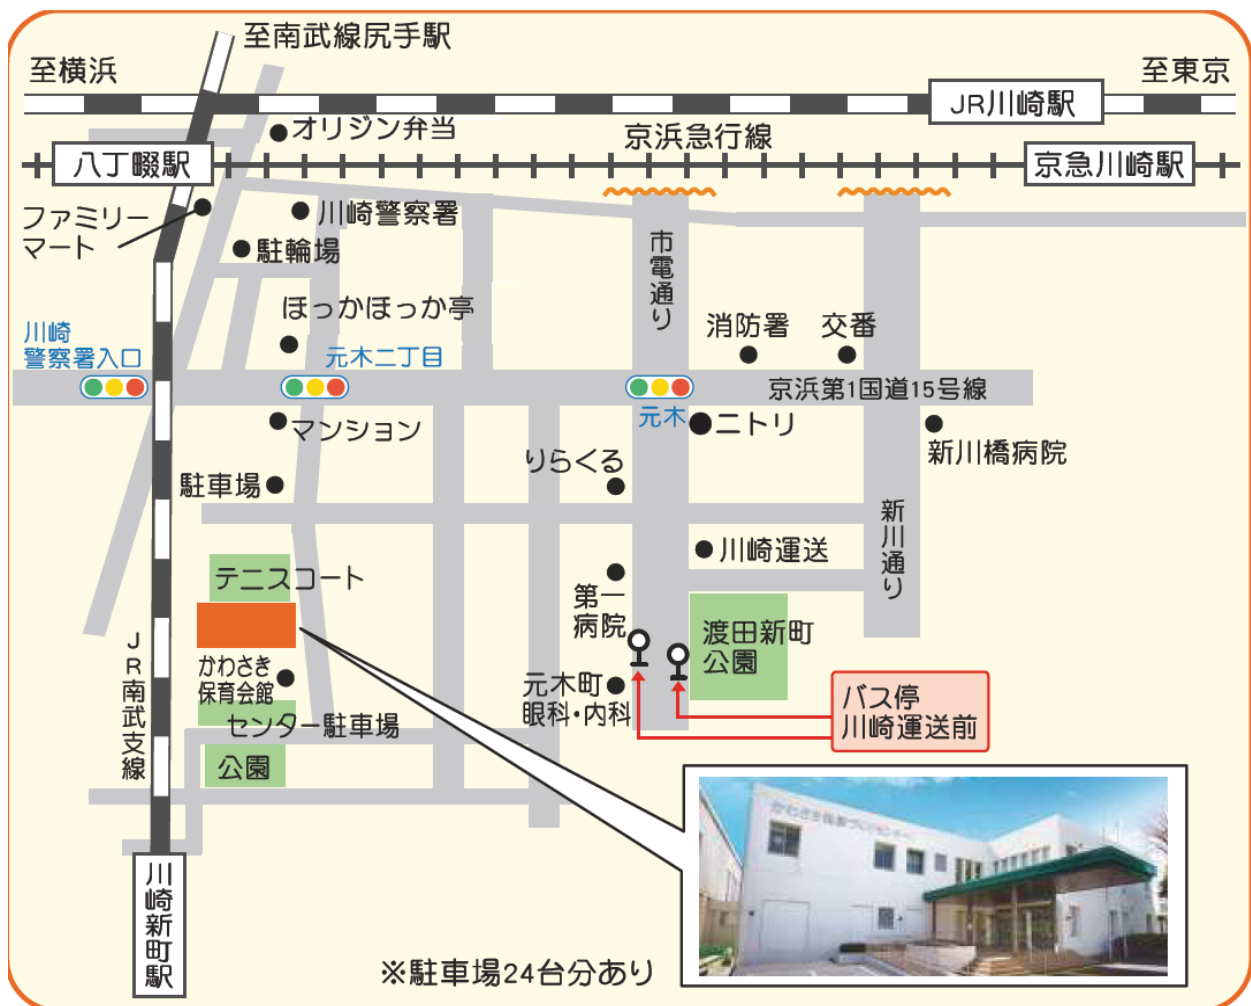 至南武線尻手駅
至横浜
至東京
JR川崎駅
オリジン弁当
京浜急行線
八丁畷駅
京急川崎駅
ファミリー
マート
川崎警察署
駐輪場
市電通り
ほっかほっか亭
消防署
交番
川崎
警察署入口
元木二丁目
京浜第1国道15号線
元木
ニトリ
マンション
新川橋病院
りらくる
駐車場
新川通り
川崎運送
テニスコート
第一
病院
渡田新町
公園
JR南武支線
かわさき
保育会館
元木町
眼科・内科
バス停
川崎運送前
センター駐車場
公園
川崎新町駅
※駐車場24台分あり